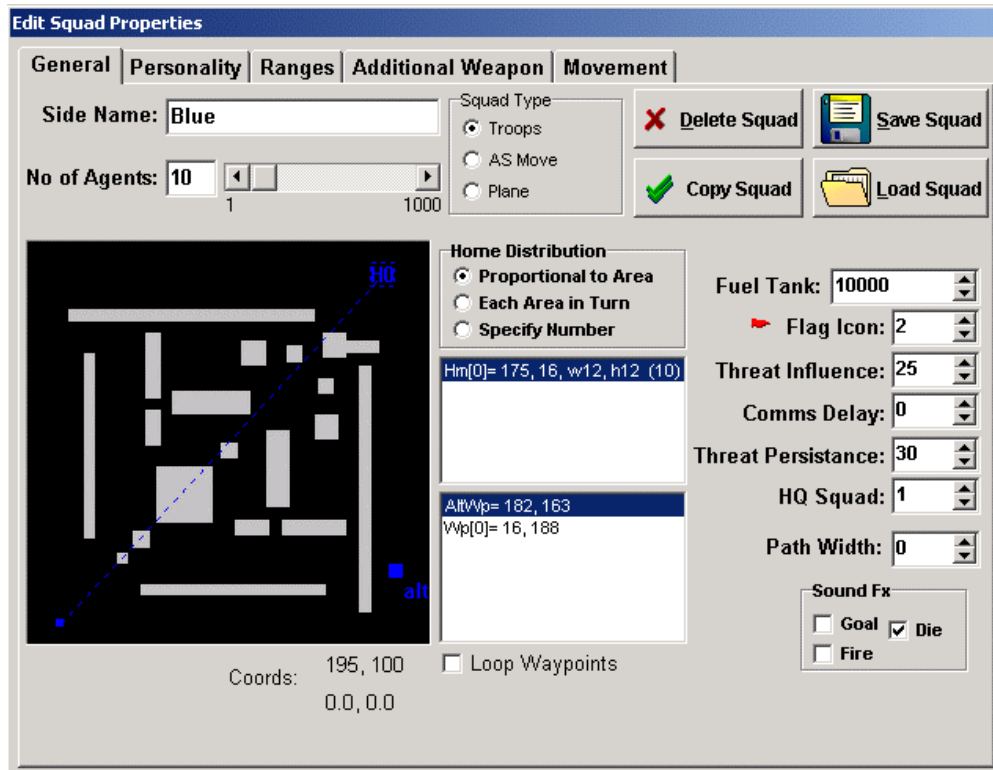 Edit Squad Properties
General Personality Ranges Additional Weapon Movement
Side Name: Blue
No of Agents: 10
1 1000
Squad Type
Troops
AS Move
Plane
Delete Squad
Save Squad
Copy Squad
Load Squad
H0
alt
Coords: 195, 100
0.0, 0.0
Home Distribution
Proportional to Area
Each Area in Turn
Specify Number
Hm[0]= 175, 16, w12, h12 (10)
AltWp= 182, 163
Wp[0]= 16, 188
Loop Waypoints
Fuel Tank: 10000
Flag Icon: 2
Threat Influence: 25
Comms Delay: 0
Threat Persistance: 30
HQ Squad: 1
Path Width: 0
Sound Fx
Goal
Die
Fire